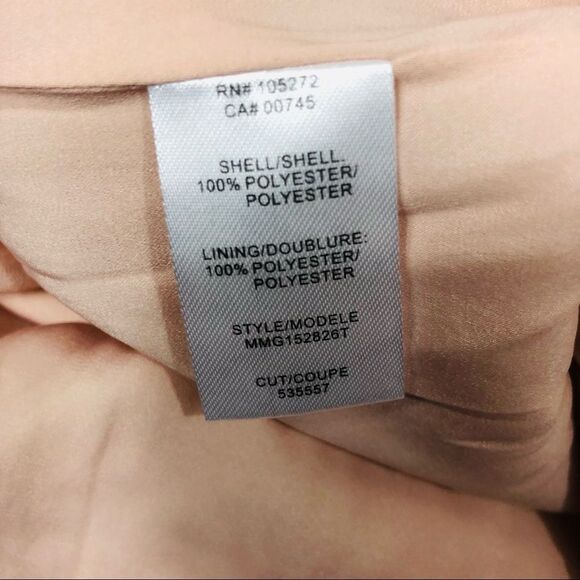 RN# 105272
CA# 00745
SHELL/SHELL.
100% POLYESTER/
POLYESTER
LINING/DOUBLURE:
100% POLYESTER/
POLYESTER
STYLE/MODELE
MMG152826T
CUT/COUPE
535557